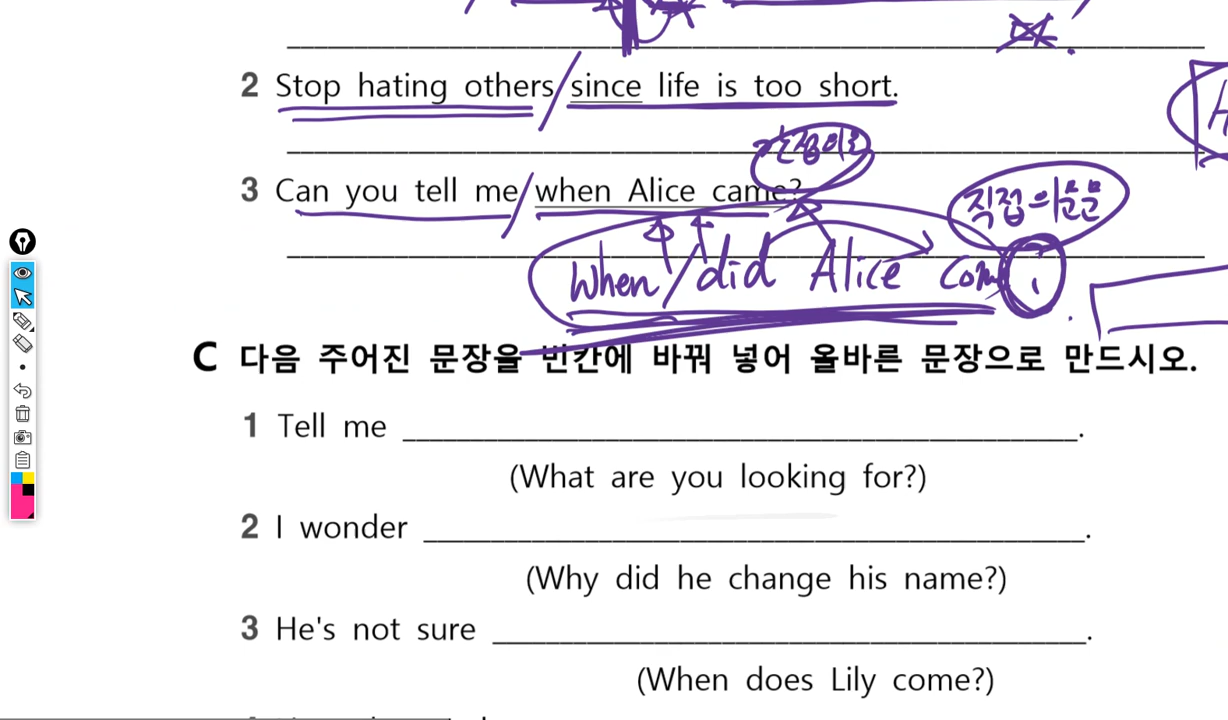 2 Stop hating others since life is too short.
간접의문
3 Can you tell me when Alice came?
직접의문문
When did Alice come
C 다음 주어진 문장을 빈칸에 바꿔 넣어 올바른 문장으로 만드시오.
1 Tell me ____________.
(What are you looking for?)
2 I wonder ____________.
(Why did he change his name?)
3 He's not sure ____________.
(When does Lily come?)